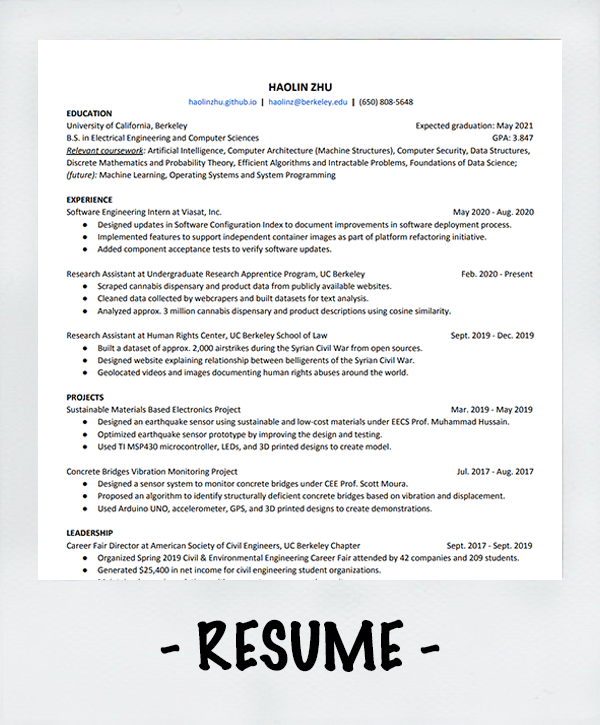 HAOLIN ZHU
haolinzhu.github.io | haolinz@berkeley.edu | (650) 808-5648
EDUCATION
University of California, Berkeley Expected graduation: May 2021
B.S. in Electrical Engineering and Computer Sciences GPA: 3.847
Relevant coursework: Artificial Intelligence, Computer Architecture (Machine Structures), Computer Security, Data Structures,
Discrete Mathematics and Probability Theory, Efficient Algorithms and Intractable Problems, Foundations of Data Science;
(future): Machine Learning, Operating Systems and System Programming
EXPERIENCE
Software Engineering Intern at Viasat, Inc. May 2020 - Aug. 2020
● Designed updates in Software Configuration Index to document improvements in software deployment process.
● Implemented features to support independent container images as part of platform refactoring initiative.
● Added component acceptance tests to verify software updates.
Research Assistant at Undergraduate Research Apprentice Program, UC Berkeley Feb. 2020 - Present
● Scraped cannabis dispensary and product data from publicly available websites.
● Cleaned data collected by webcrapers and built datasets for text analysis.
● Analyzed approx. 3 million cannabis dispensary and product descriptions using cosine similarity.
Research Assistant at Human Rights Center, UC Berkeley School of Law Sept. 2019 - Dec. 2019
● Built a dataset of approx. 2,000 airstrikes during the Syrian Civil War from open sources.
● Designed website explaining relationship between belligerents of the Syrian Civil War.
● Geolocated videos and images documenting human rights abuses around the world.
PROJECTS
Sustainable Materials Based Electronics Project Mar. 2019 - May 2019
● Designed an earthquake sensor using sustainable and low-cost materials under EECS Prof. Muhammad Hussain.
● Optimized earthquake sensor prototype by improving the design and testing.
● Used TI MSP430 microcontroller, LEDs, and 3D printed designs to create model.
Concrete Bridges Vibration Monitoring Project Jul. 2017 - Aug. 2017
● Designed a sensor system to monitor concrete bridges under CEE Prof. Scott Moura.
● Proposed an algorithm to identify structurally deficient concrete bridges based on vibration and displacement.
● Used Arduino UNO, accelerometer, GPS, and 3D printed designs to create demonstrations.
LEADERSHIP
Career Fair Director at American Society of Civil Engineers, UC Berkeley Chapter Sept. 2017 - Sept. 2019
● Organized Spring 2019 Civil & Environmental Engineering Career Fair attended by 42 companies and 209 students.
● Generated $25,400 in net income for civil engineering student organizations.
- RESUME -